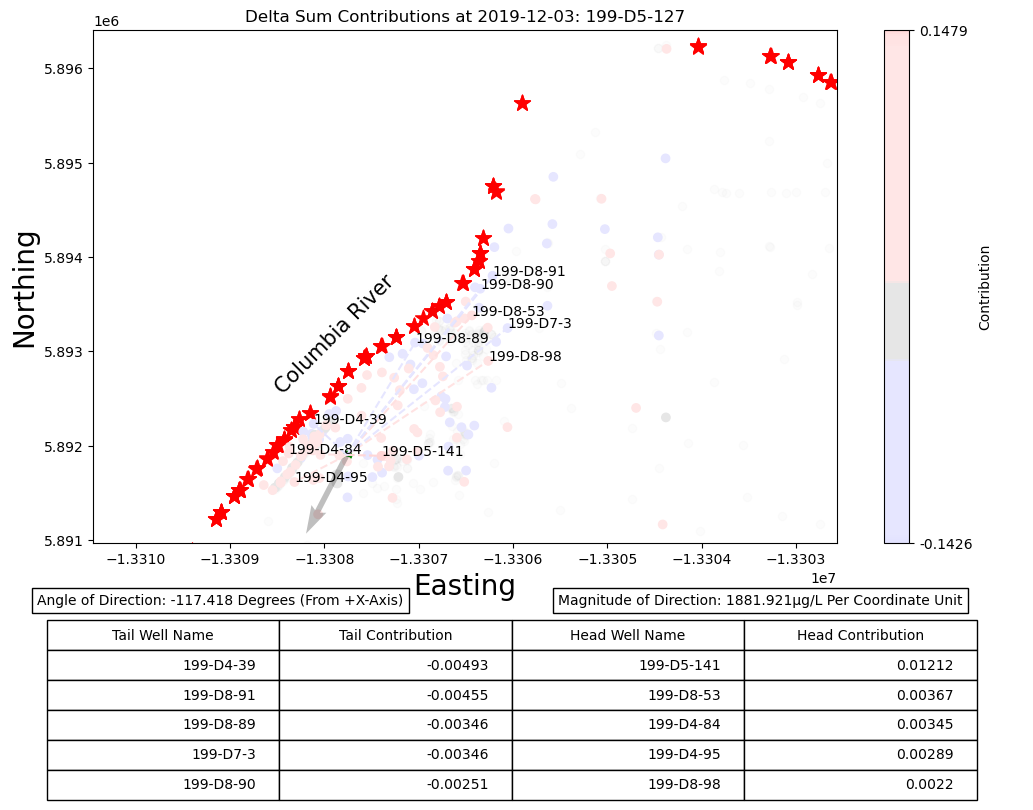 Delta Sum Contributions at 2019-12-03: 199-D5-127
1e6
0.1479
5.896
5.895
5.894
5.893
5.892
5.891
Northing
Columbia River
199-D8-91
199-D8-90
199-D8-53
199-D7-3
199-D8-89
199-D8-98
199-D4-39
199-D4-84
199-D5-141
199-D4-95
Contribution
-0.1426
−1.3310 −1.3309 −1.3308 −1.3307 −1.3306 −1.3305 −1.3304 −1.3303
1e7
Easting
Angle of Direction: -117.418 Degrees (From +X-Axis)
Magnitude of Direction: 1881.921μg/L Per Coordinate Unit
Tail Well Name Tail Contribution Head Well Name Head Contribution
199-D4-39 -0.00493 199-D5-141 0.01212
199-D8-91 -0.00455 199-D8-53 0.00367
199-D8-89 -0.00346 199-D4-84 0.00345
199-D7-3 -0.00346 199-D4-95 0.00289
199-D8-90 -0.00251 199-D8-98 0.0022